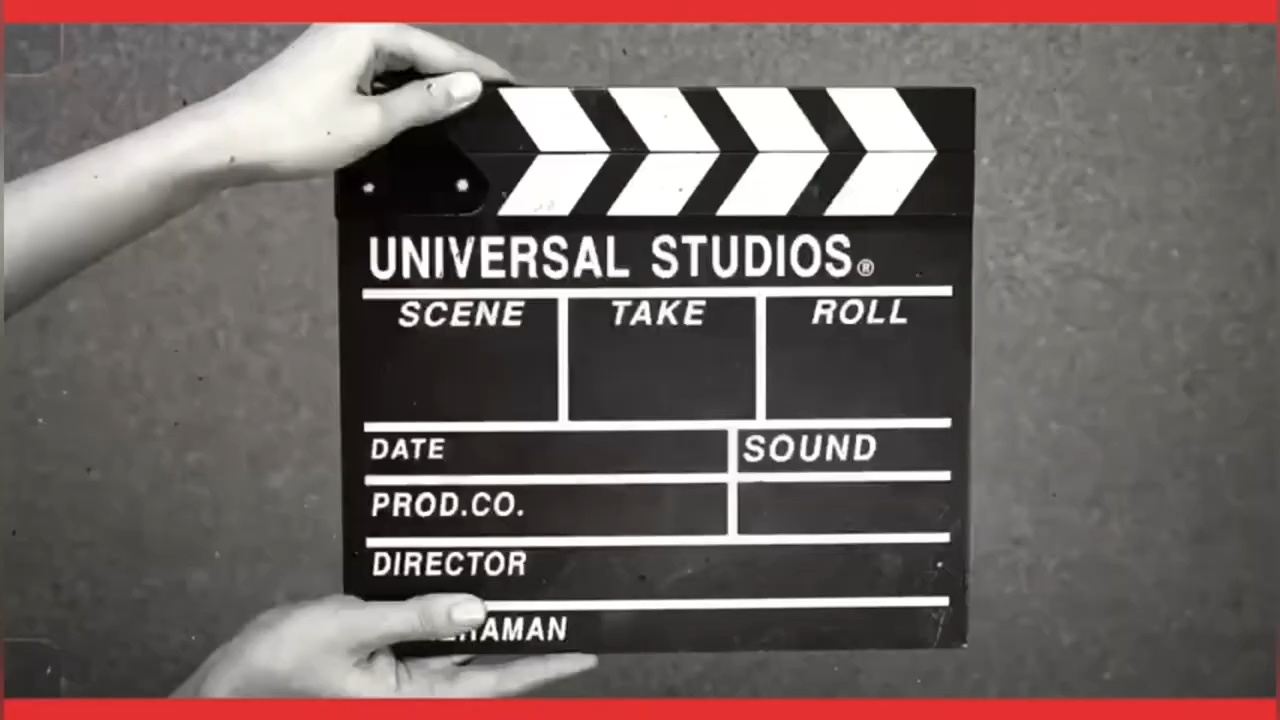 UNIVERSAL STUDIOS®
SCENE TAKE ROLL
DATE SOUND
PROD.CO.
DIRECTOR